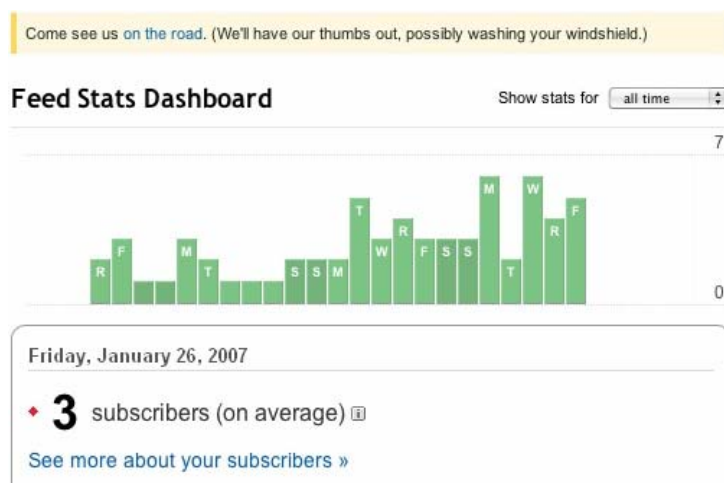 Come see us on the road. (We'll have our thumbs out, possibly washing your windshield.)
Feed Stats Dashboard
Show stats for all time
7
R F M T S S M T W R F S S M T W R F
0
Friday, January 26, 2007
3 subscribers (on average) i
See more about your subscribers »